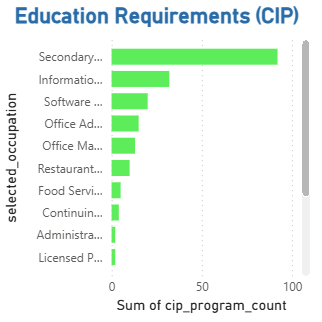 Education Requirements (CIP)
selected_occupation
Secondary...
Informatio...
Software ...
Office Ad...
Office Ma...
Restaurant...
Food Servi...
Continuin...
Administra...
Licensed P...
0 50 100
Sum of cip_program_count